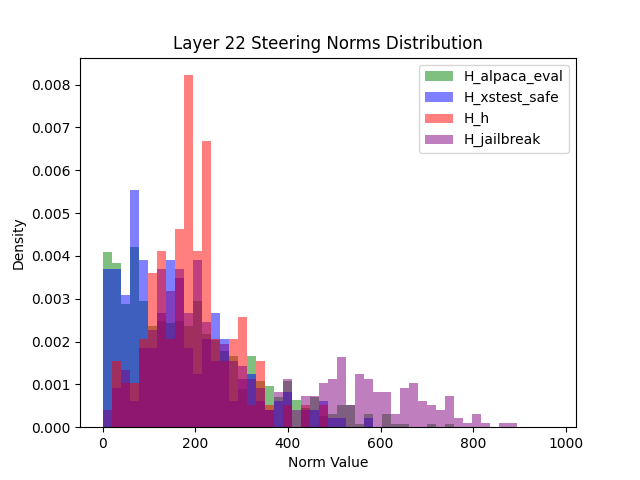 Layer 22 Steering Norms Distribution
H_alpaca_eval
H_xstest_safe
H_h
H_jailbreak
0.008
0.007
0.006
0.005
0.004
0.003
0.002
0.001
0.000
Density
0 200 400 600 800 1000
Norm Value